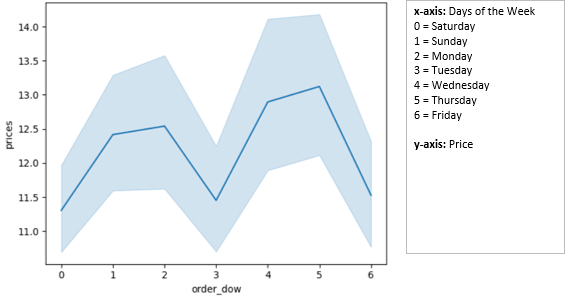 14.0
13.5
13.0
12.5
12.0
11.5
11.0
prices
0 1 2 3 4 5 6
order_dow
x-axis: Days of the Week
0 = Saturday
1 = Sunday
2 = Monday
3 = Tuesday
4 = Wednesday
5 = Thursday
6 = Friday
y-axis: Price